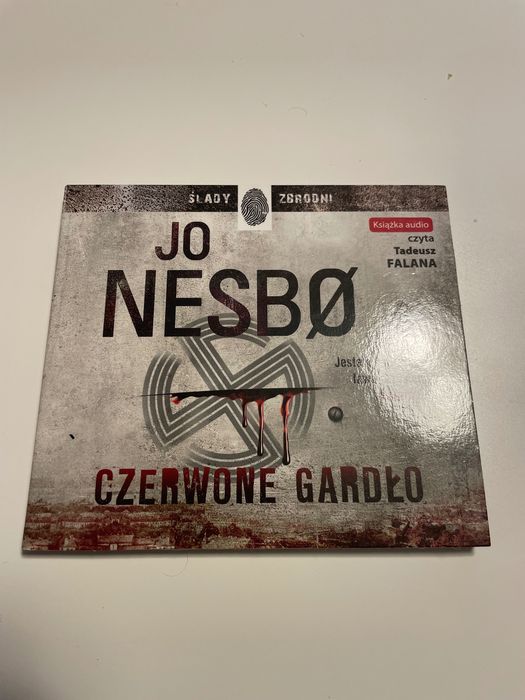 ŚLADY ZBRODNI
JO
NESBØ
Książka audio
czyta
Tadeusz
FALANA
CZERWONE GARDŁO